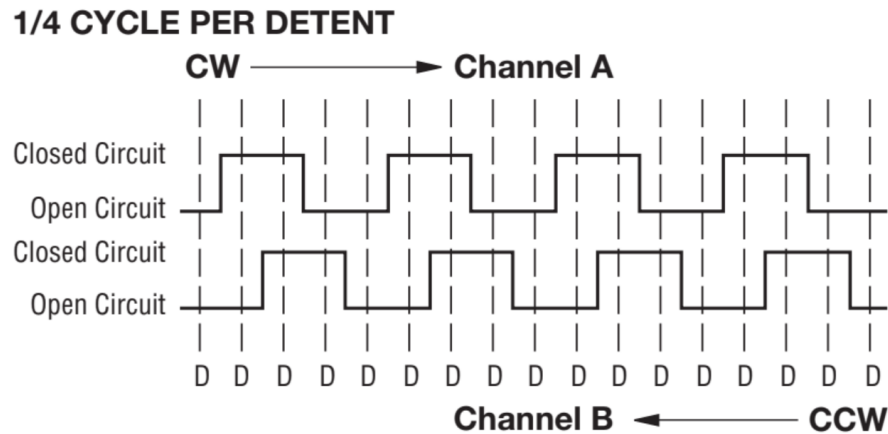 1/4 CYCLE PER DETENT
CW Channel A
Closed Circuit
Open Circuit
Closed Circuit
Open Circuit
D D D D D D D D D D D D D D D D D
Channel B CCW